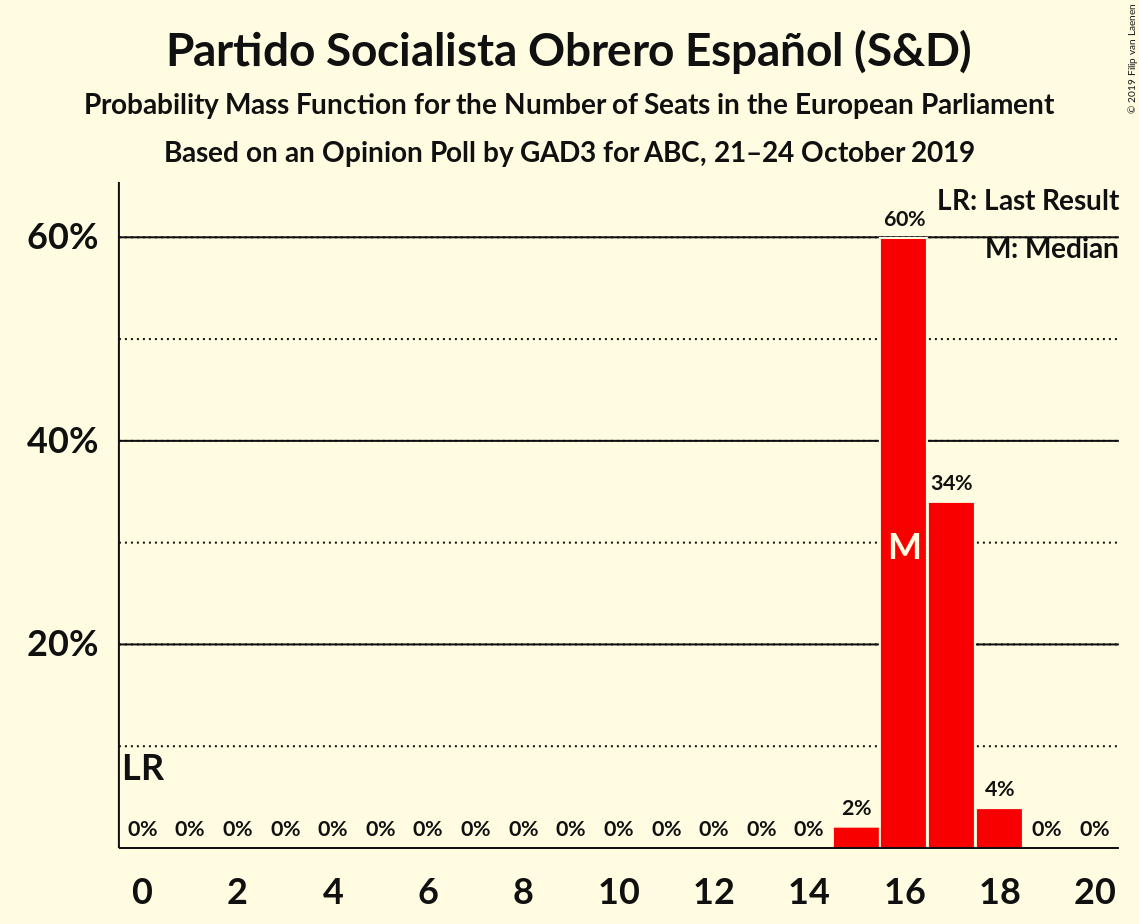 Partido Socialista Obrero Español (S&D)
Probability Mass Function for the Number of Seats in the European Parliament
Based on an Opinion Poll by GAD3 for ABC, 21–24 October 2019
© 2019 Filip van Laenen
LR: Last Result
M: Median
60%
40%
20%
60%
34%
M
LR
0% 0% 0% 0% 0% 0% 0% 0% 0% 0% 0% 0% 0% 0% 0% 2% 4% 0% 0%
0 2 4 6 8 10 12 14 16 18 20